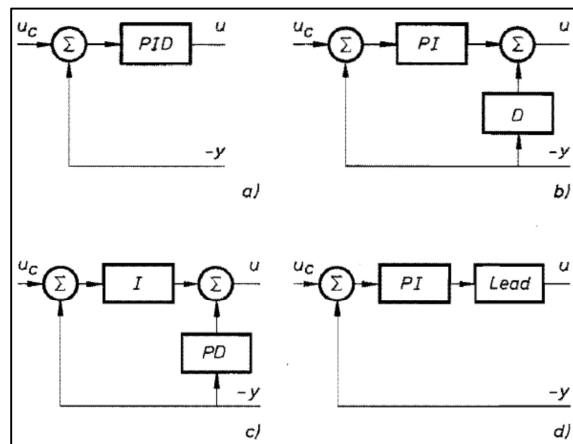 u_c Σ PID u
-y
a)
u_c Σ PI Σ u
D
-y
b)
u_c Σ I Σ u
PD
-y
c)
u_c Σ PI Lead u
-y
d)